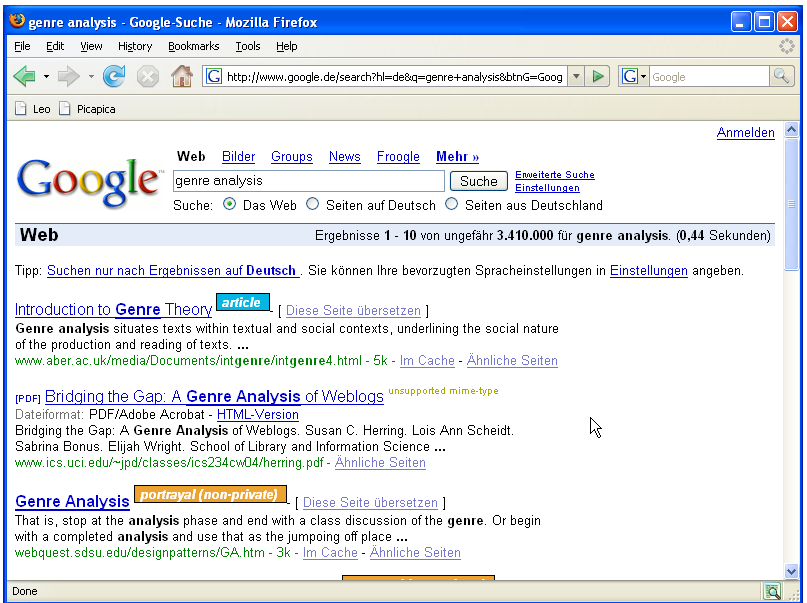 genre analysis - Google-Suche - Mozilla Firefox
File Edit View History Bookmarks Tools Help
G http://www.google.de/search?hl=de&q=genre+analysis&btnG=Goog G Google
Leo Picapica
Anmelden
Google™
Web Bilder Groups News Froogle Mehr »
genre analysis Suche Erweiterte Suche
Einstellungen
Suche: Das Web Seiten auf Deutsch Seiten aus Deutschland
Web Ergebnisse 1 - 10 von ungefähr 3.410.000 für genre analysis. (0,44 Sekunden)
Tipp: Suchen nur nach Ergebnissen auf Deutsch . Sie können Ihre bevorzugten Spracheinstellungen in Einstellungen angeben.
Introduction to Genre Theory article - [ Diese Seite übersetzen ]
Genre analysis situates texts within textual and social contexts, underlining the social nature
of the production and reading of texts. ...
www.aber.ac.uk/media/Documents/intgenre/intgenre4.html - 5k - Im Cache - Ähnliche Seiten
[PDF] Bridging the Gap: A Genre Analysis of Weblogs unsupported mime-type
Dateiformat: PDF/Adobe Acrobat - HTML-Version
Bridging the Gap: A Genre Analysis of Weblogs. Susan C. Herring. Lois Ann Scheidt.
Sabrina Bonus. Elijah Wright. School of Library and Information Science ...
www.ics.uci.edu/~jpd/classes/ics234cw04/herring.pdf - Ähnliche Seiten
Genre Analysis portrayal (non-private) - [ Diese Seite übersetzen ]
That is, stop at the analysis phase and end with a class discussion of the genre. Or begin
with a completed analysis and use that as the jumpoing off place ...
webquest.sdsu.edu/designpatterns/GA.htm - 3k - Im Cache - Ähnliche Seiten
Done